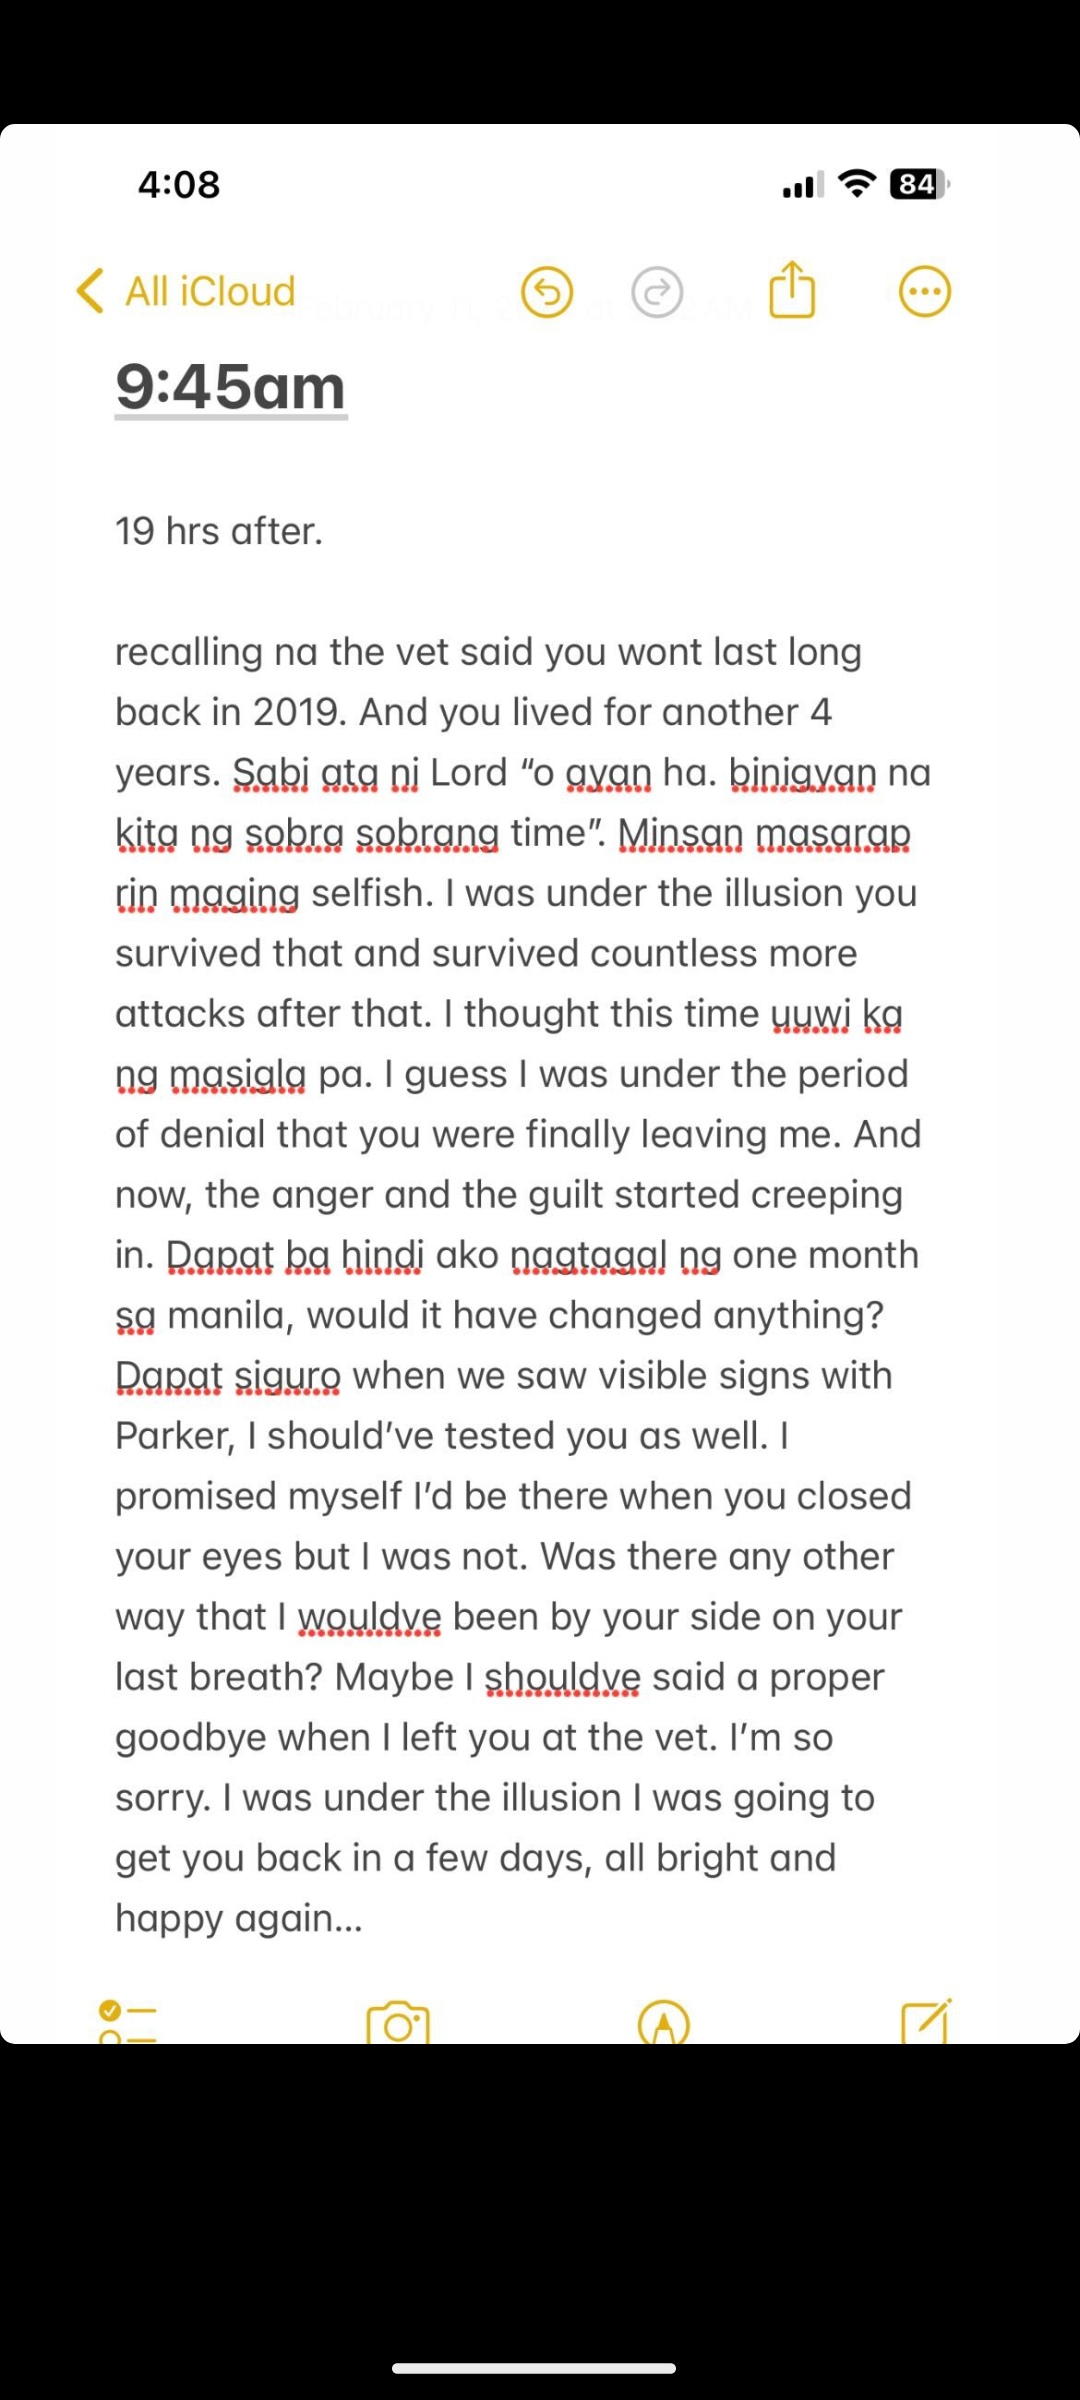 4:08
84
All iCloud
9:45am
19 hrs after.
recalling na the vet said you wont last long
back in 2019. And you lived for another 4
years. Sabi ata ni Lord “o ayan ha. binigyan na
kita ng sobra sobrang time”. Minsan masarap
rin maging selfish. I was under the illusion you
survived that and survived countless more
attacks after that. I thought this time uuwi ka
ng masigla pa. I guess I was under the period
of denial that you were finally leaving me. And
now, the anger and the guilt started creeping
in. Dapat ba hindi ako nagtagal ng one month
sa manila, would it have changed anything?
Dapat siguro when we saw visible signs with
Parker, I should’ve tested you as well. I
promised myself I’d be there when you closed
your eyes but I was not. Was there any other
way that I wouldve been by your side on your
last breath? Maybe I shouldve said a proper
goodbye when I left you at the vet. I’m so
sorry. I was under the illusion I was going to
get you back in a few days, all bright and
happy again...